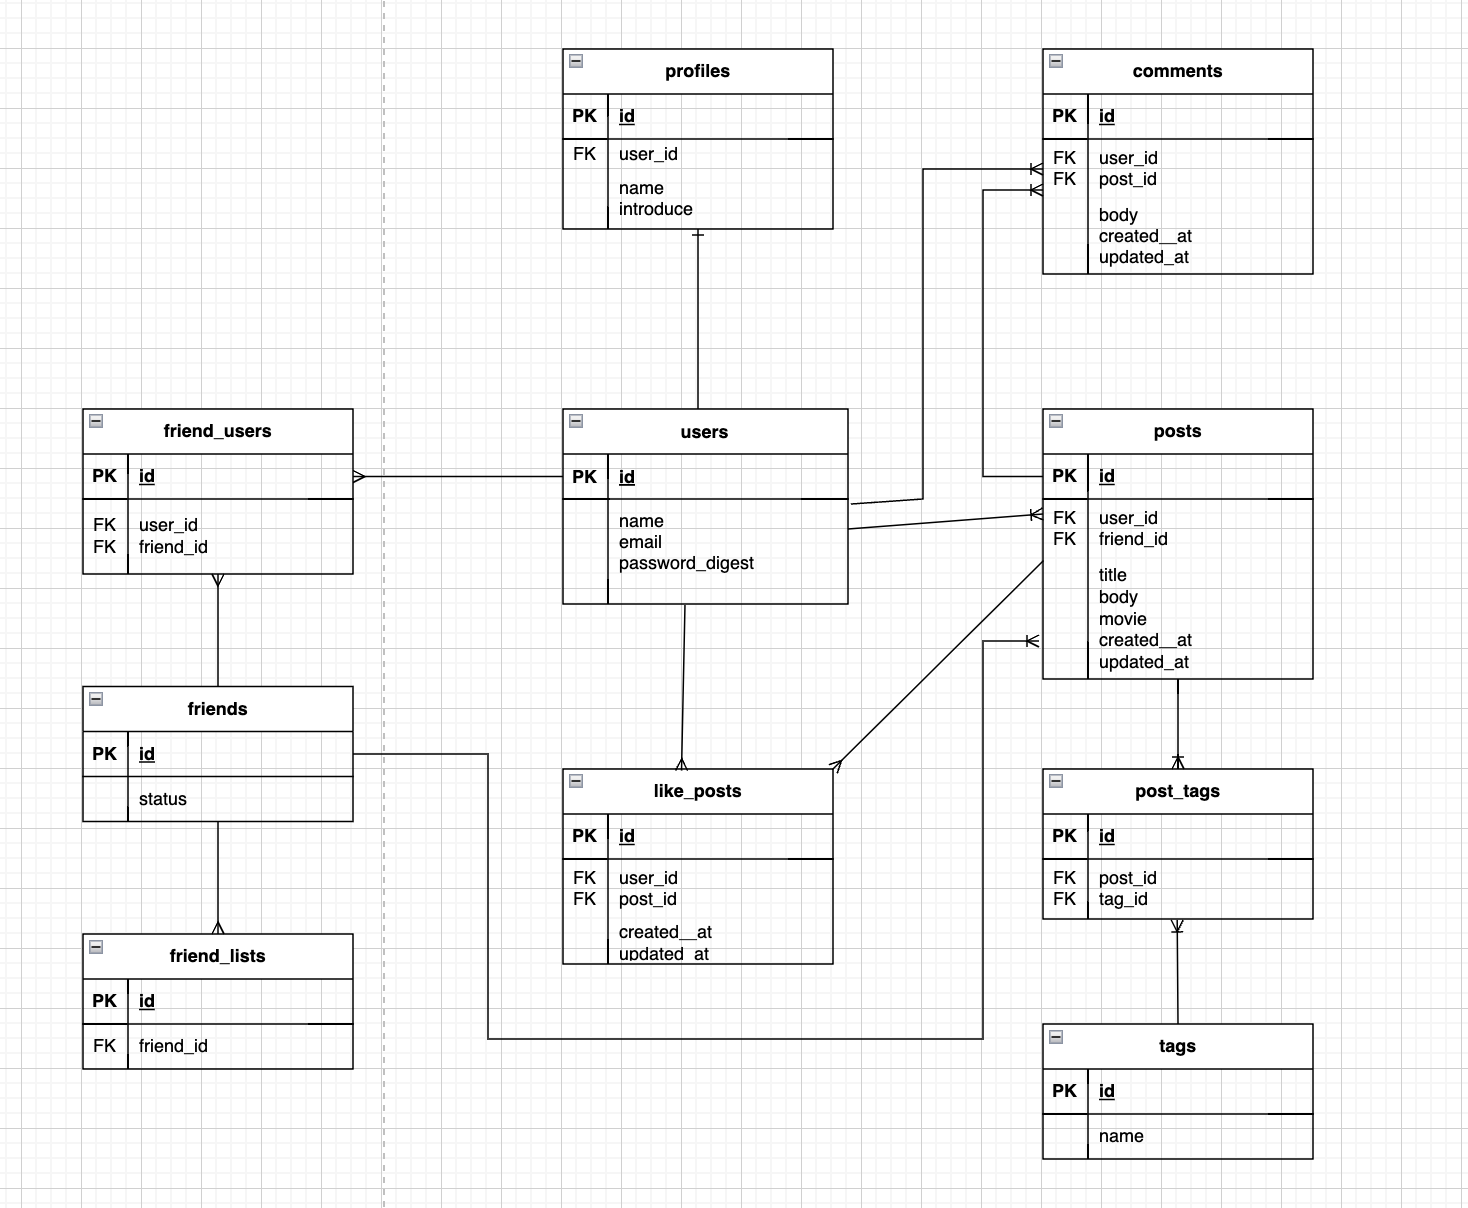 profiles
PK id
FK user_id
name
introduce
comments
PK id
FK user_id
FK post_id
body
created__at
updated_at
friend_users
PK id
FK user_id
FK friend_id
users
PK id
name
email
password_digest
posts
PK id
FK user_id
FK friend_id
title
body
movie
created__at
updated_at
friends
PK id
status
like_posts
PK id
FK user_id
FK post_id
created__at
updated_at
post_tags
PK id
FK post_id
FK tag_id
friend_lists
PK id
FK friend_id
tags
PK id
name